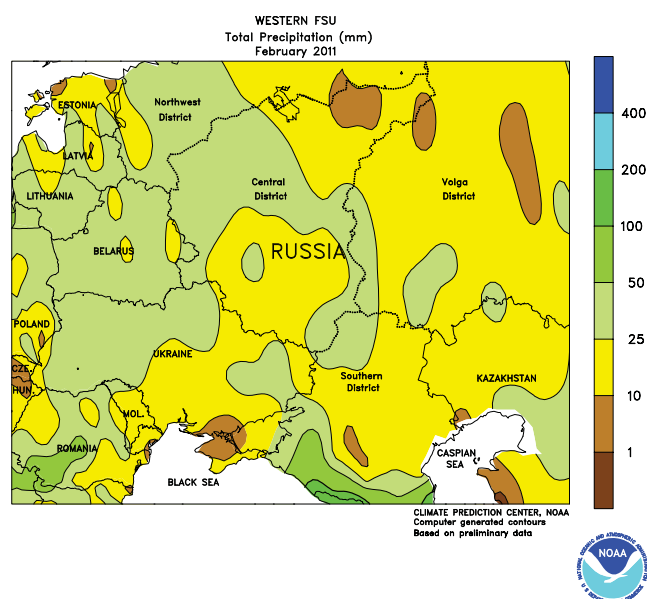 WESTERN FSU
Total Precipitation (mm)
February 2011
ESTONIA
Northwest
District
LATVIA
LITHUANIA
Central
District
Volga
District
RUSSIA
BELARUS
POLAND
UKRAINE
CZE.
HUN.
Southern
District
KAZAKHSTAN
MOL.
ROMANIA
CASPIAN
SEA
BLACK SEA
400
200
100
50
25
10
1
CLIMATE PREDICTION CENTER, NOAA
Computer generated contours
Based on preliminary data
NOAA